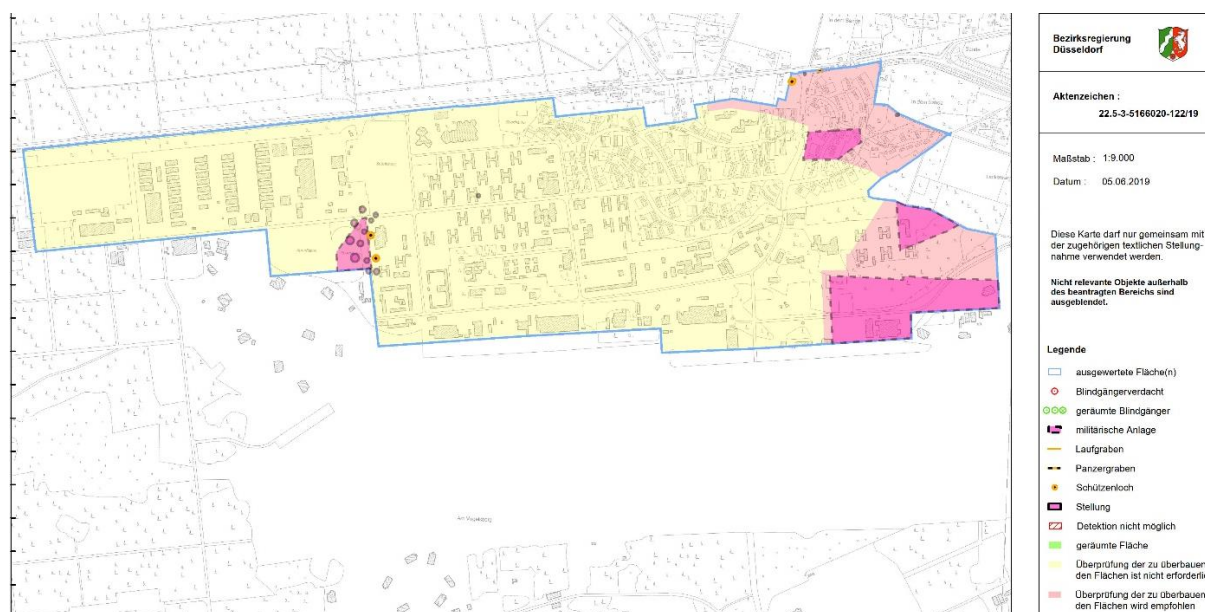 Bezirksregierung
Düsseldorf
Aktenzeichen :
22.5-3-5166020-122/19
Maßstab : 1:9.000
Datum : 05.06.2019
Diese Karte darf nur gemeinsam mit
der zugehörigen textlichen Stellung-
nahme verwendet werden.
Nicht relevante Objekte außerhalb
des beantragten Bereichs sind
ausgeblendet.
Legende
ausgewertete Fläche(n)
Blindgängerverdacht
geräumte Blindgänger
militärische Anlage
Laufgraben
Panzergraben
Schützenloch
Stellung
Detektion nicht möglich
geräumte Fläche
Überprüfung der zu überbauen
den Flächen ist nicht erforderlic
Überprüfung der zu überbauen
den Flächen wird empfohlen